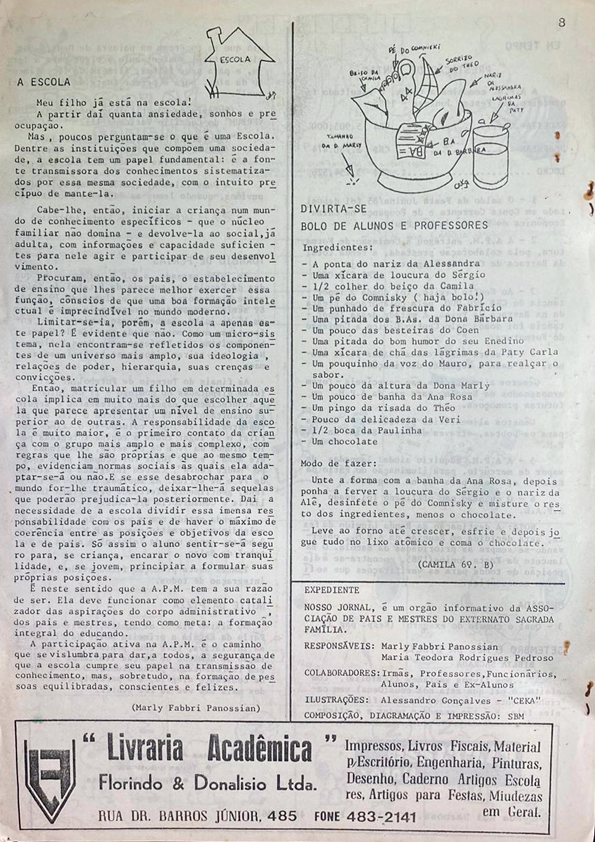 8
ESCOLA
A ESCOLA
Meu filho já está na escola!
A partir daí quanta ansiedade, sonhos e pre
ocupação.
Mas, poucos perguntam-se o que é uma Escola.
Dentre as instituições que compõem uma socieda-
de, a escola tem um papel fundamental: é a fon-
te transmissora dos conhecimentos sistematiza-
dos por essa mesma sociedade, com o intuito pre
cípuo de mante-la.
Cabe-lhe, então, iniciar a criança num mun-
do de conhecimento específicos - que o núcleo
familiar não domina - e devolve-la ao social, já
adulta, com informações e capacidade suficien -
tes para nele agir e participar de seu desenvol
vimento.
Procuram, então, os pais, o estabelecimento
de ensino que lhes parece melhor exercer essa
função, cônscios de que uma boa formação intele
ctual é imprecindível no mundo moderno.
Limitar-se-ia, porém, a escola a apenas es-
te papel? É evidente que não. Como um micro-sis
tema, nela encontram-se refletidos os componen-
tes de um universo mais amplo, sua ideologia ,
relações de poder, hierarquia, suas crenças e
convicções.
Então, matricular um filho em determinada es
cola implica em muito mais do que escolher aque
la que parece apresentar um nível de ensino su-
perior ao de outras. A responsabilidade da esco
la é muito maior, é o primeiro contato da crian
ça com o grupo mais amplo e mais complexo, com
regras que lhe são próprias e que ao mesmo tem-
po, evidenciam normas sociais às quais ela ada-
ptar-se-á ou não.E se esse desabrochar para o
mundo for-lhe traumático, deixar-lhe-á sequelas
que poderão prejudica-la posteriormente. Daí a
necessidade de a escola dividir essa imensa res
ponsabilidade com os pais e de haver o máximo de
coerência entre as posições e objetivos da esco
la e de pais. Só assim o aluno sentir-se-á segu
ro para, se criança, encarar o novo com tranqui
lidade, e, se jovem, principiar a formular suas
próprias posições.
É neste sentido que a A.P.M. tem a sua razão
de ser. Ela deve funcionar como elemento catali
zador das aspirações do corpo administrativo ,
dos pais e mestres, tendo como meta: a formação
integral do educando.
A participação ativa na A.P.M. é o caminho
que se vislumbra para dar,a todos, a segurança de
que a escola cumpre seu papel na transmissão de
conhecimento, mas, sobretudo, na formação de pes
soas equilibradas, conscientes e felizes.
(Marly Fabbri Panossian)
PÉ DO COMNISKI
BEIÇO DA CAMILA
SORRISO DO THÉO
NARIZ DE ALESSANDRA
LÁGRIMAS DA PATY
TAMANHO DA D. MARLY
BA DA D. BÁRBARA
DIVIRTA-SE
BOLO DE ALUNOS E PROFESSORES
Ingredientes:
- A ponta do nariz da Alessandra
- Uma xícara de loucura do Sérgio
- 1/2 colher do beiço da Camila
- Um pé do Comnisky ( haja bolo!)
- Um punhado de frescura do Fabrício
- Uma pitada dos B.As. da Dona Bárbara
- Um pouco das besteiras do Coen
- Uma pitada do bom humor do seu Enedino
- Uma xícara de chá das lágrimas da Paty Carla
- Um pouquinho da voz do Mauro, para realçar o
sabor.
- Um pouco da altura da Dona Marly
- Um pouco de banha da Ana Rosa
- Um pingo da risada do Théo
- Pouco da delicadeza da Veri
- 1/2 boca da Paulinha
- Um chocolate
Modo de fazer:
Unte a forma com a banha da Ana Rosa, depois
ponha a ferver a loucura do Sérgio e o nariz da
Alê, desinfete o pé do Comnisky e misture o res
to dos ingredientes, menos o chocolate.
Leve ao forno até crescer, esfrie e depois jo
gue tudo no lixo atômico e coma o chocolate.
(CAMILA 6ª. B)
EXPEDIENTE
NOSSO JORNAL, é um orgão informativo da ASSO-
CIAÇÃO DE PAIS E MESTRES DO EXTERNATO SAGRADA
FAMÍLIA.
RESPONSÁVEIS: Marly Fabbri Panossian
Maria Teodora Rodrigues Pedroso
COLABORADORES: Irmãs, Professores, Funcionários,
Alunos, Pais e Ex-Alunos
ILUSTRAÇÕES: Alessandro Gonçalves - "CEKA"
COMPOSIÇÃO, DIAGRAMAÇÃO E IMPRESSÃO: SBM
" Livraria Acadêmica "
Florindo & Donalisio Ltda.
Impressos, Livros Fiscais, Material
p/Escritório, Engenharia, Pinturas,
Desenho, Caderno Artigos Escola
res, Artigos para Festas, Miudezas
em Geral.
RUA DR. BARROS JÚNIOR, 485 FONE 483-2141